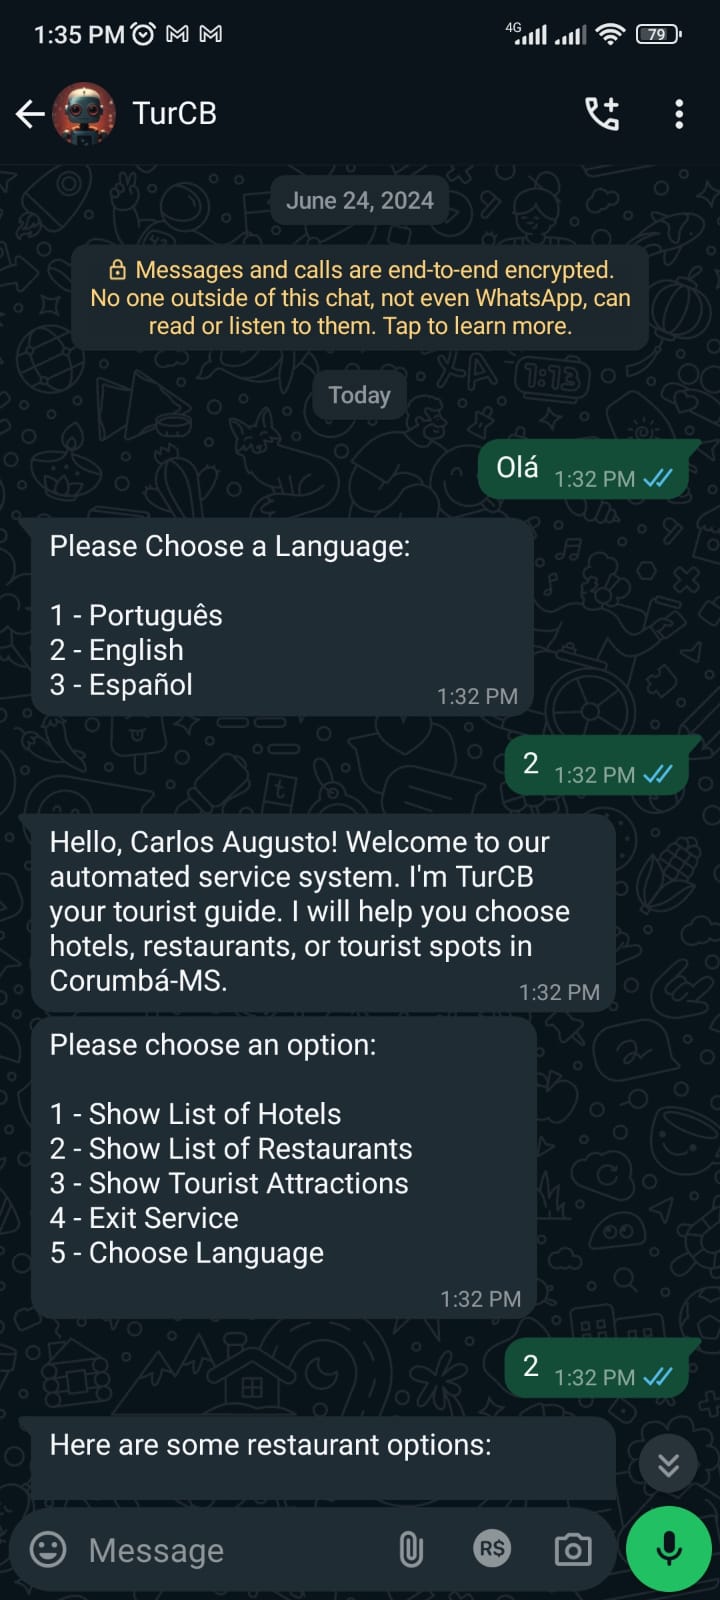 1:35 PM
4G
79
TurCB
June 24, 2024
Messages and calls are end-to-end encrypted.
No one outside of this chat, not even WhatsApp, can
read or listen to them. Tap to learn more.
Today
Olá 1:32 PM
Please Choose a Language:
1 - Português
2 - English
3 - Español
1:32 PM
2 1:32 PM
Hello, Carlos Augusto! Welcome to our
automated service system. I'm TurCB
your tourist guide. I will help you choose
hotels, restaurants, or tourist spots in
Corumbá-MS.
1:32 PM
Please choose an option:
1 - Show List of Hotels
2 - Show List of Restaurants
3 - Show Tourist Attractions
4 - Exit Service
5 - Choose Language
1:32 PM
2 1:32 PM
Here are some restaurant options:
Message
R$